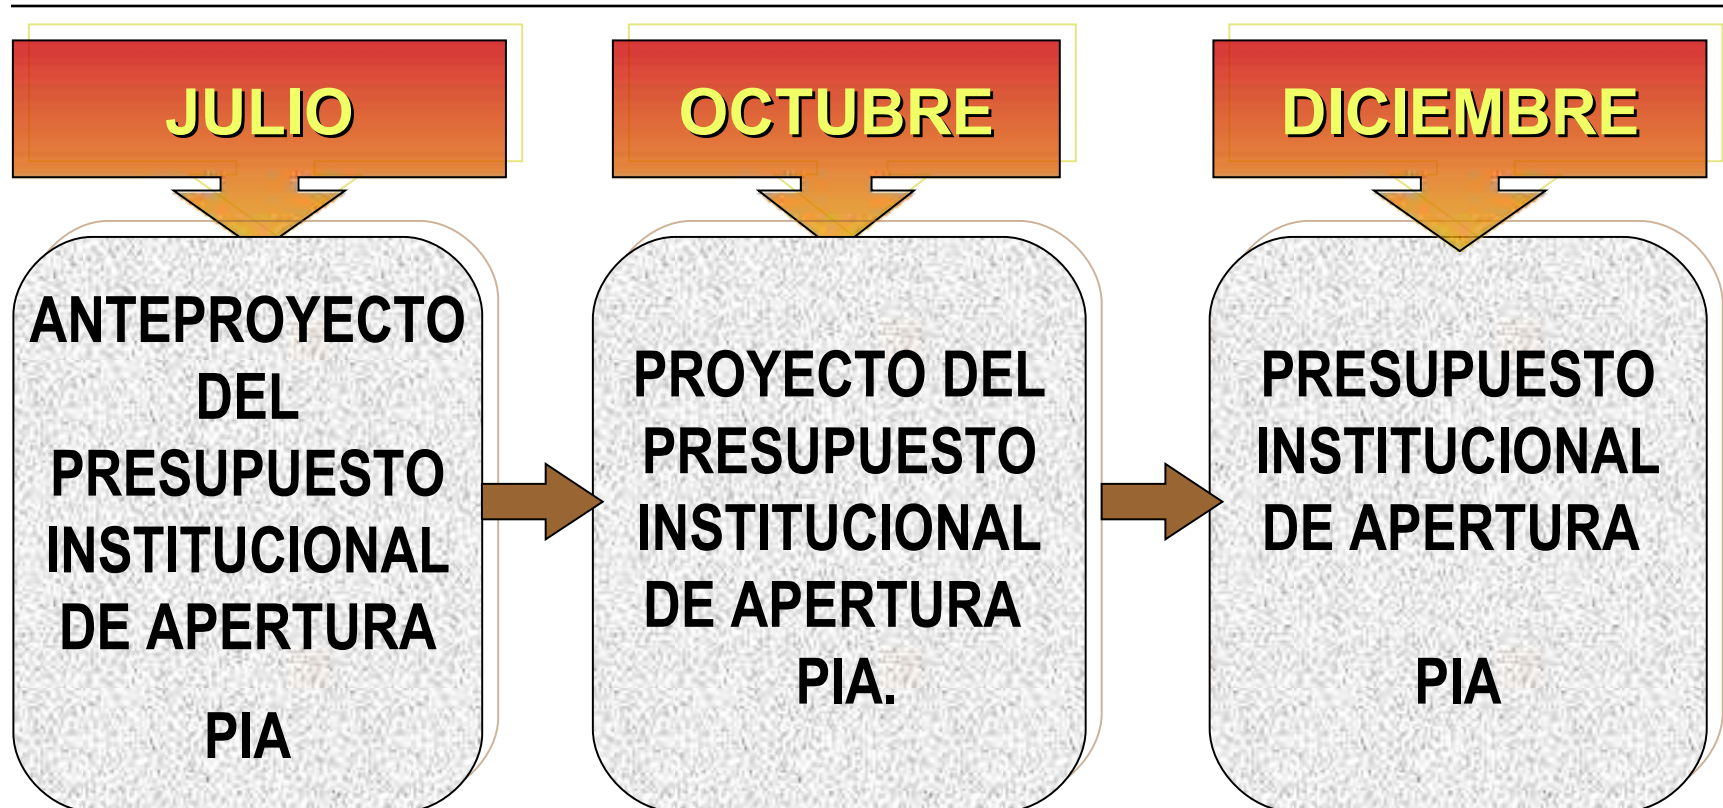 JULIO
OCTUBRE
DICIEMBRE
ANTEPROYECTO
DEL
PRESUPUESTO
INSTITUCIONAL
DE APERTURA
PIA
PROYECTO DEL
PRESUPUESTO
INSTITUCIONAL
DE APERTURA
PIA.
PRESUPUESTO
INSTITUCIONAL
DE APERTURA
PIA